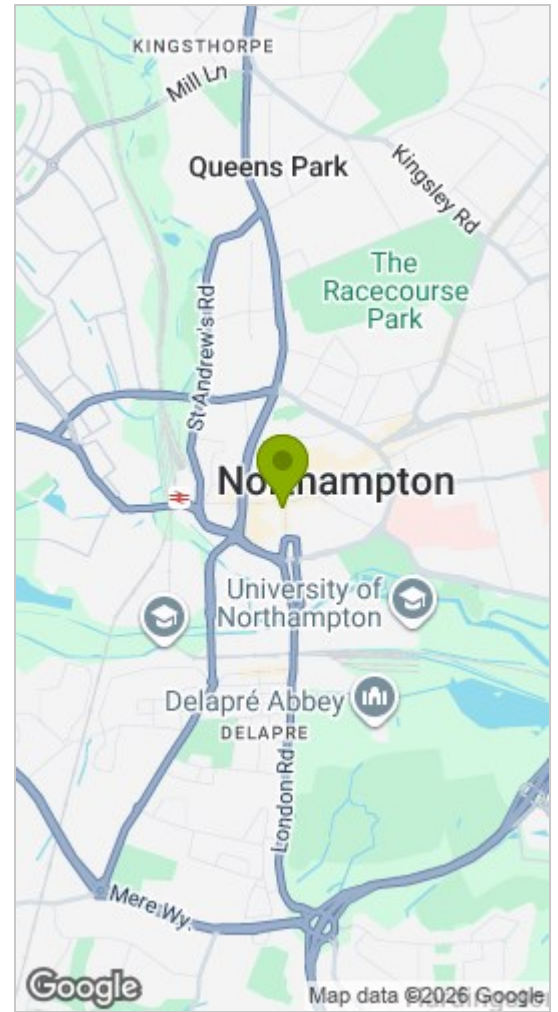 KINGSTHORPE
Mill Ln
Queens Park
Kingsley Rd
The
Racecourse
Park
St Andrew's Rd
Northampton
University of
Northampton
Delapré Abbey
DELAPRE
London Rd
Mere Wy.
Google
Map data ©2026 Google